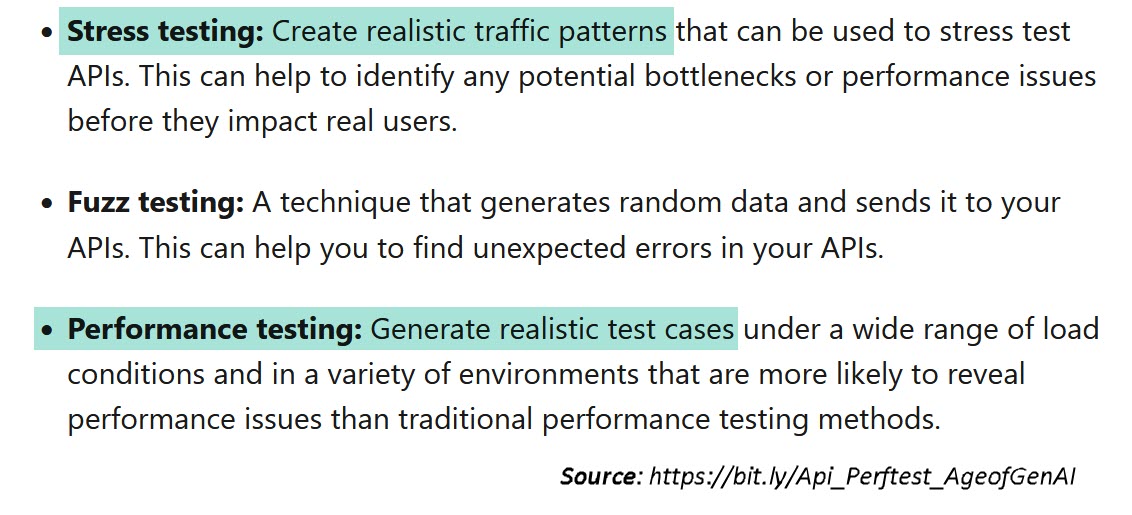 • Stress testing: Create realistic traffic patterns that can be used to stress test
APIs. This can help to identify any potential bottlenecks or performance issues
before they impact real users.
• Fuzz testing: A technique that generates random data and sends it to your
APIs. This can help you to find unexpected errors in your APIs.
• Performance testing: Generate realistic test cases under a wide range of load
conditions and in a variety of environments that are more likely to reveal
performance issues than traditional performance testing methods.
Source: https://bit.ly/Api_Perftest_AgeofGenAI